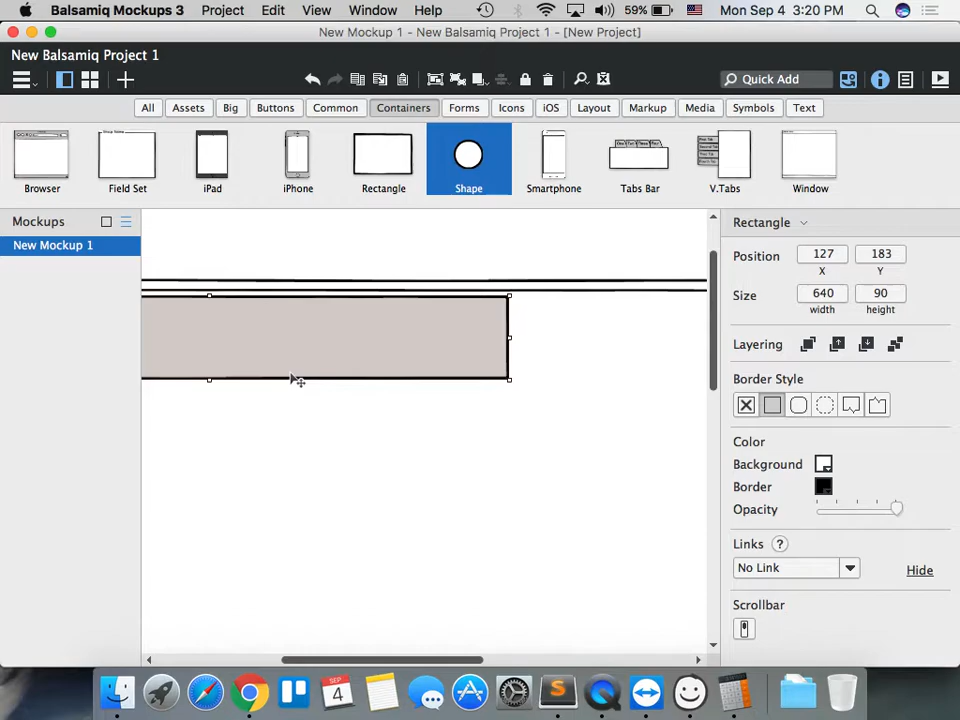 Balsamiq Mockups 3 Project Edit View Window Help 59% Mon Sep 4 3:20 PM
New Mockup 1 - New Balsamiq Project 1 - [New Project]
New Balsamiq Project 1
Quick Add
All Assets Big Buttons Common Containers Forms Icons iOS Layout Markup Media Symbols Text
Browser Field Set iPad iPhone Rectangle Shape Smartphone Tabs Bar V.Tabs Window
Mockups
New Mockup 1
Rectangle
Position 127 183
X Y
Size 640 90
width height
Layering
Border Style
Color
Background
Border
Opacity
Links ?
No Link Hide
Scrollbar
SEP
4